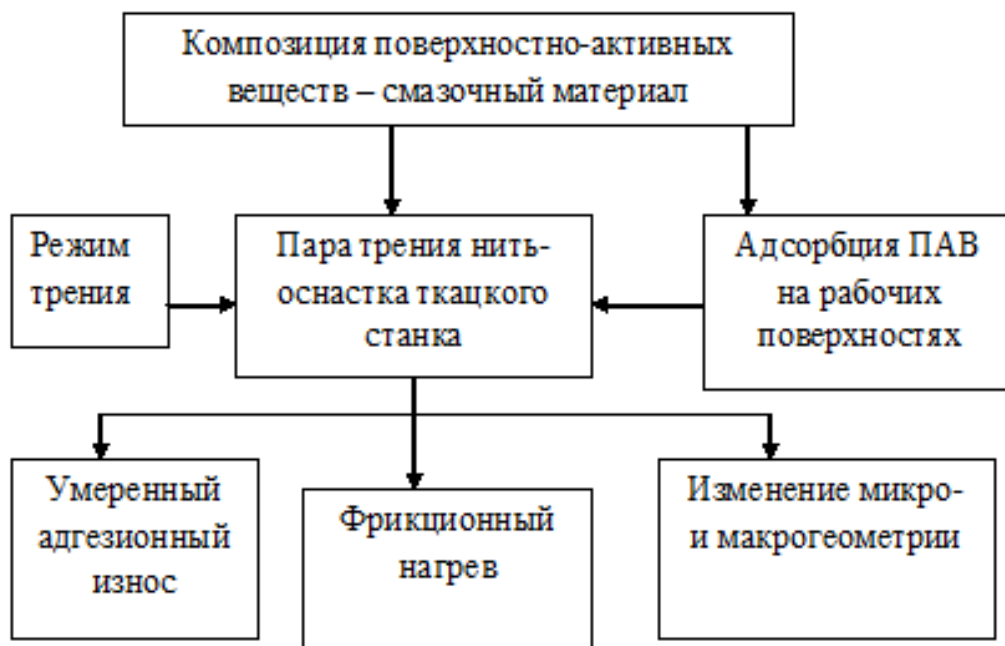 Композиция поверхностно-активных
веществ – смазочный материал
Режим
трения
Пара трения нить-
оснастка ткацкого
станка
Адсорбция ПАВ
на рабочих
поверхностях
Умеренный
адгезионный
износ
Фрикционный
нагрев
Изменение микро-
и макрогеометрии